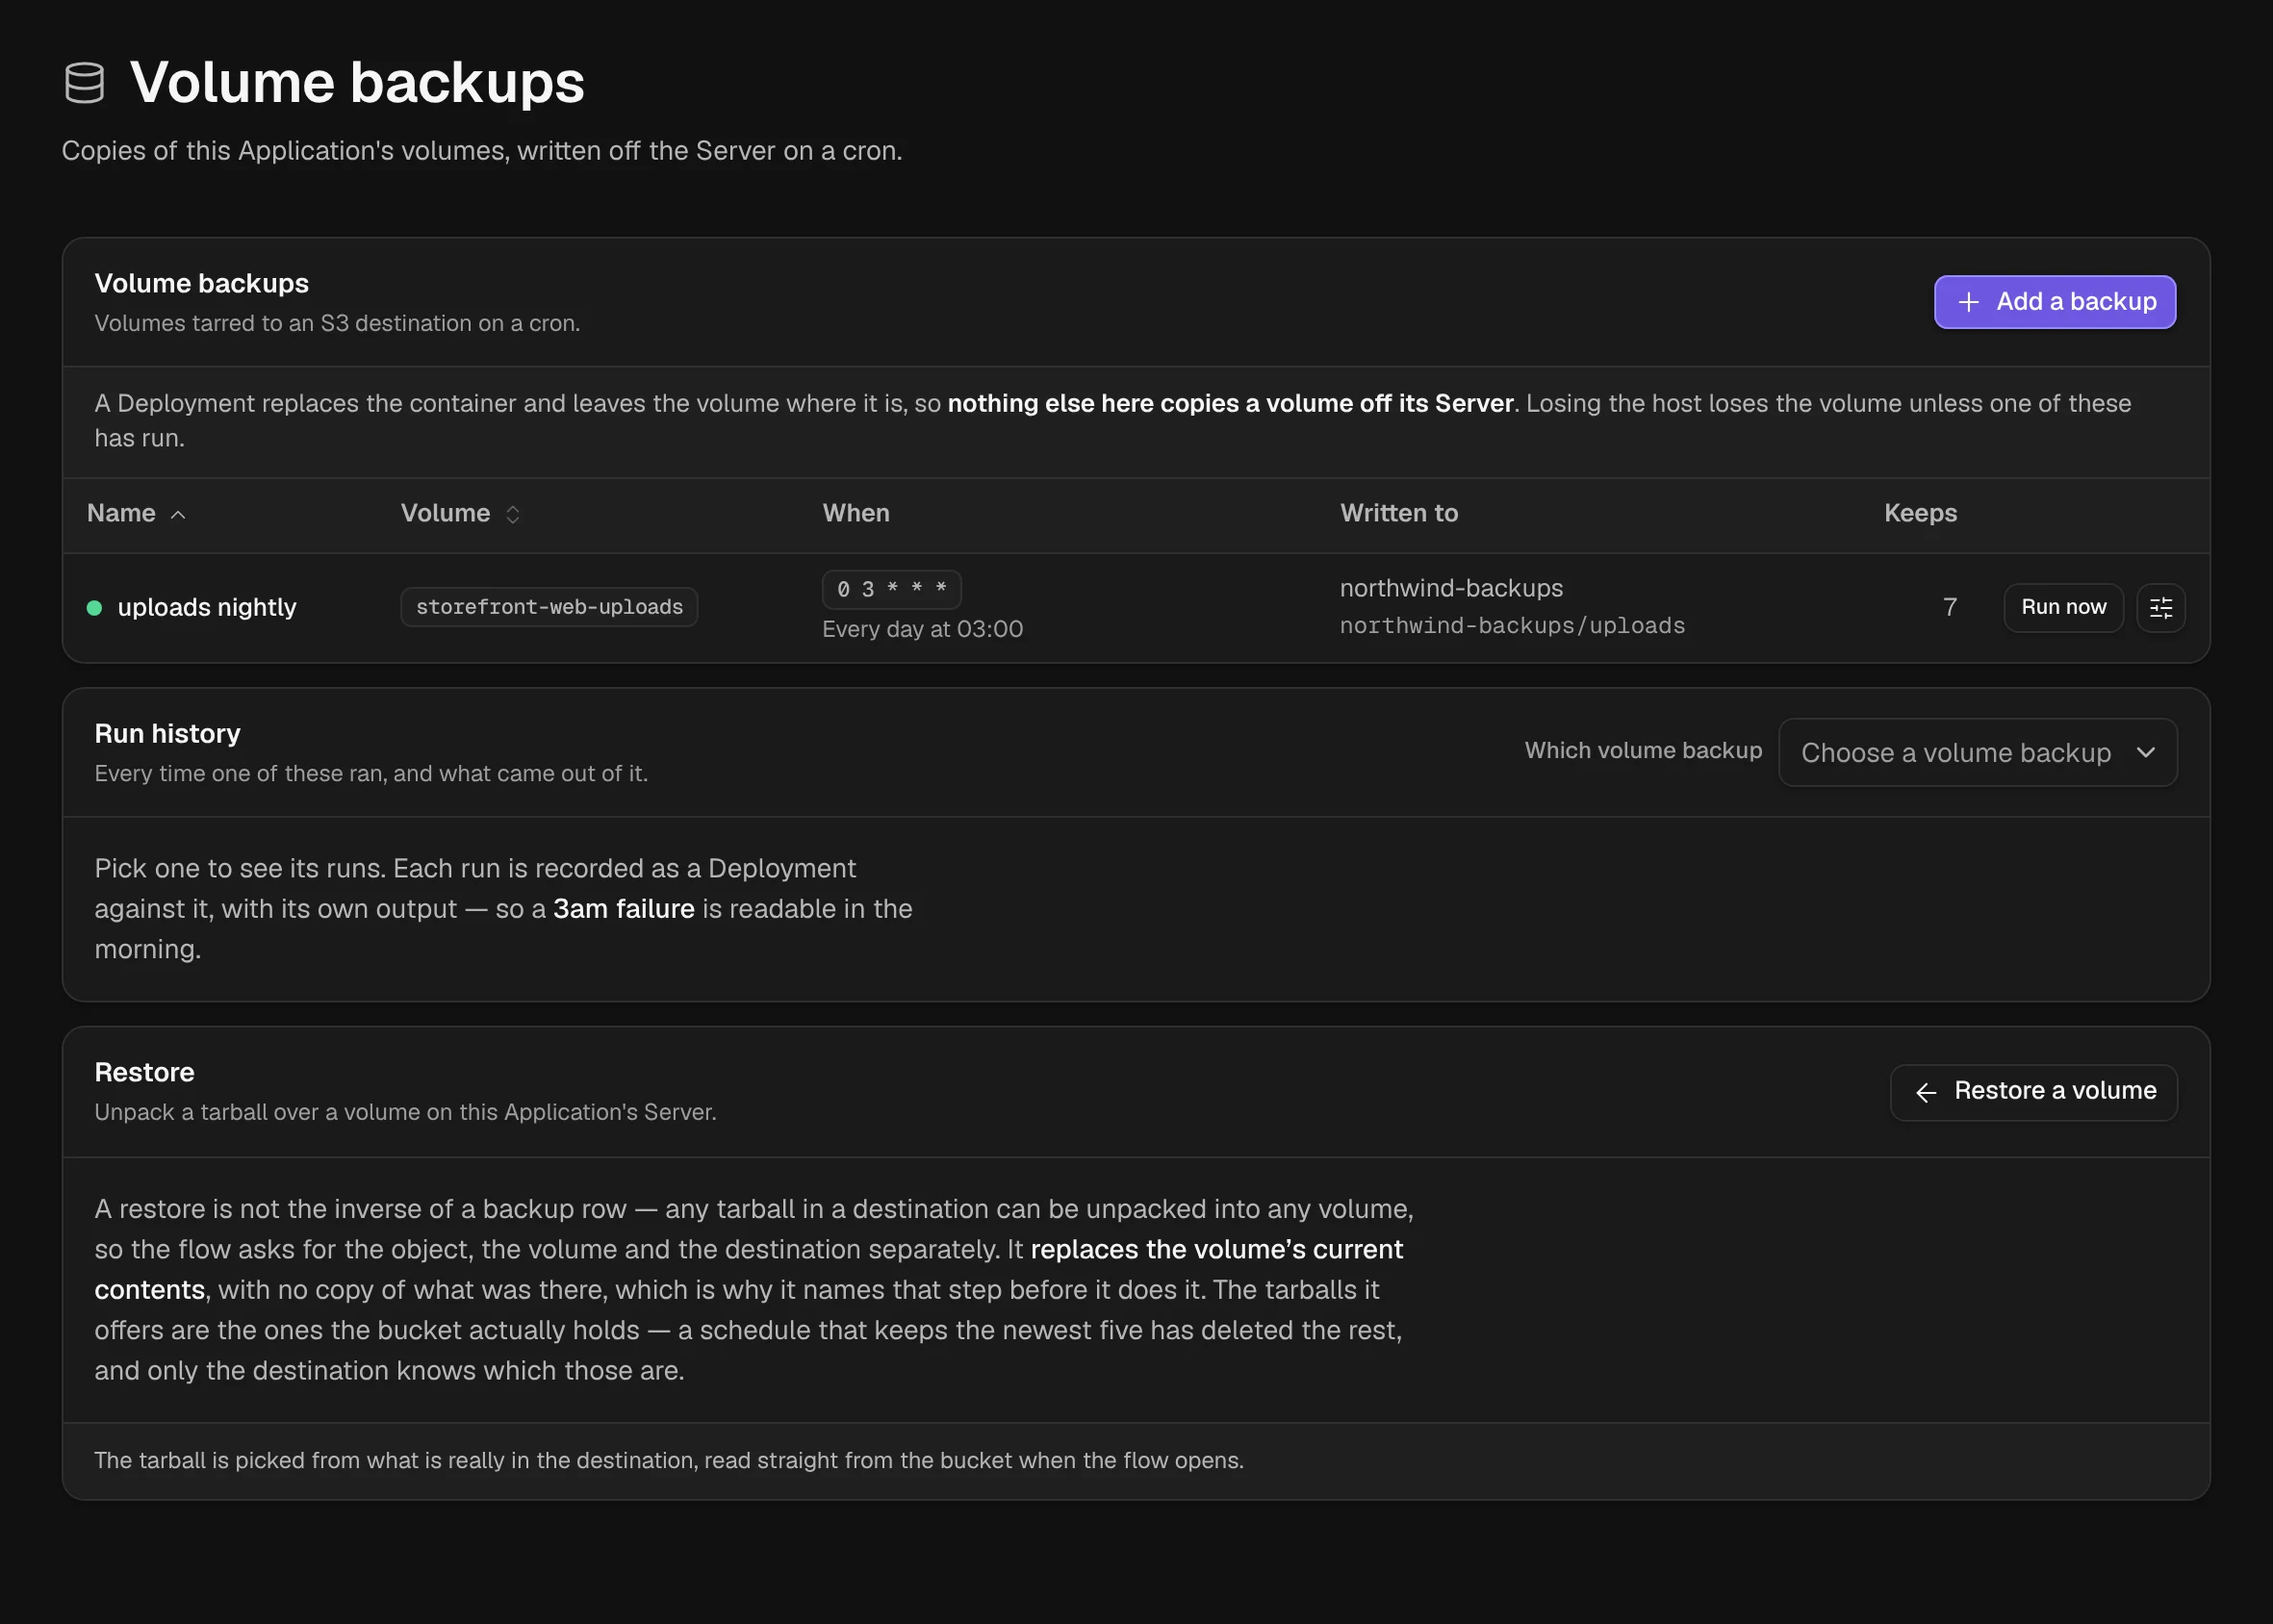 Volume backups
Copies of this Application's volumes, written off the Server on a cron.
Volume backups
Volumes tarred to an S3 destination on a cron.
Add a backup
A Deployment replaces the container and leaves the volume where it is, so nothing else here copies a volume off its Server. Losing the host loses the volume unless one of these
has run.
Name Volume When Written to Keeps
uploads nightly storefront-web-uploads 0 3 * * * northwind-backups 7 Run now
Every day at 03:00 northwind-backups/uploads
Run history
Every time one of these ran, and what came out of it.
Which volume backup Choose a volume backup
Pick one to see its runs. Each run is recorded as a Deployment
against it, with its own output — so a 3am failure is readable in the
morning.
Restore
Unpack a tarball over a volume on this Application's Server.
Restore a volume
A restore is not the inverse of a backup row — any tarball in a destination can be unpacked into any volume,
so the flow asks for the object, the volume and the destination separately. It replaces the volume’s current
contents, with no copy of what was there, which is why it names that step before it does it. The tarballs it
offers are the ones the bucket actually holds — a schedule that keeps the newest five has deleted the rest,
and only the destination knows which those are.
The tarball is picked from what is really in the destination, read straight from the bucket when the flow opens.